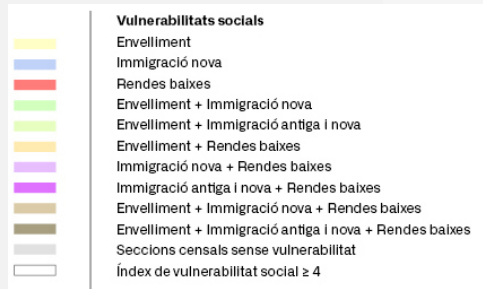 Vulnerabilitats socials
Envelliment
Immigració nova
Rendes baixes
Envelliment + Immigració nova
Envelliment + Immigració antiga i nova
Envelliment + Rendes baixes
Immigració nova + Rendes baixes
Immigració antiga i nova + Rendes baixes
Envelliment + Immigració nova + Rendes baixes
Envelliment + Immigració antiga i nova + Rendes baixes
Seccions censals sense vulnerabilitat
Índex de vulnerabilitat social ≥ 4